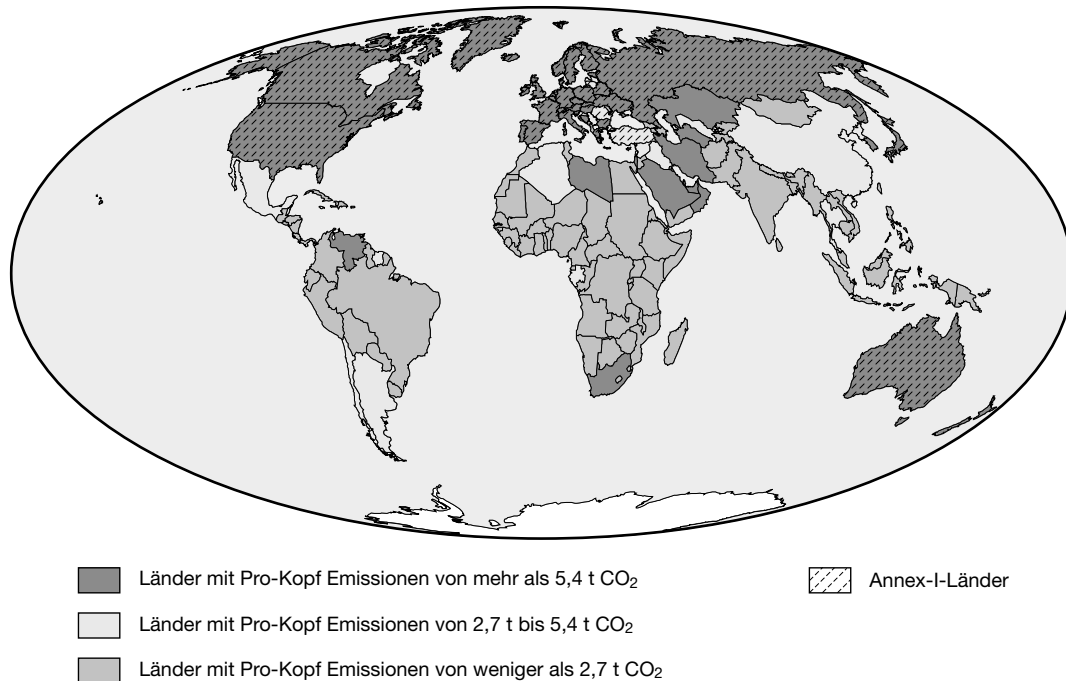 Länder mit Pro-Kopf Emissionen von mehr als 5,4 t CO₂
Annex-I-Länder
Länder mit Pro-Kopf Emissionen von 2,7 t bis 5,4 t CO₂
Länder mit Pro-Kopf Emissionen von weniger als 2,7 t CO₂